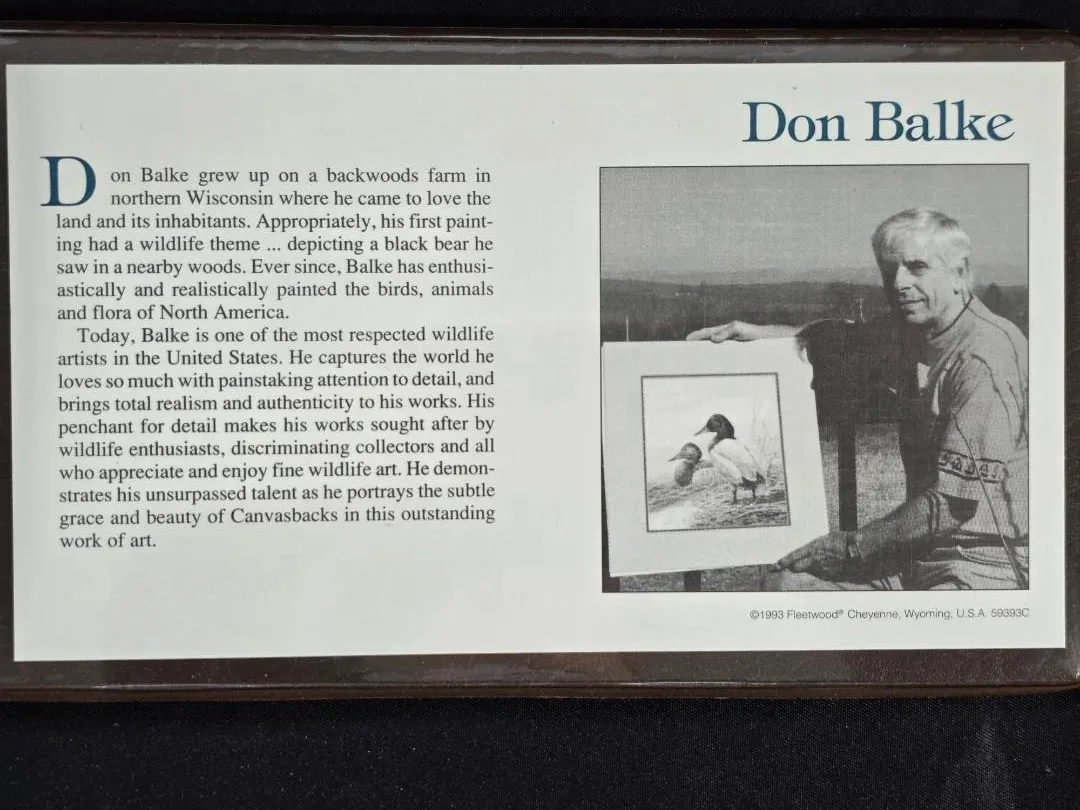 Don Balke
Don Balke grew up on a backwoods farm in
northern Wisconsin where he came to love the
land and its inhabitants. Appropriately, his first paint-
ing had a wildlife theme ... depicting a black bear he
saw in a nearby woods. Ever since, Balke has enthusi-
astically and realistically painted the birds, animals
and flora of North America.
Today, Balke is one of the most respected wildlife
artists in the United States. He captures the world he
loves so much with painstaking attention to detail, and
brings total realism and authenticity to his works. His
penchant for detail makes his works sought after by
wildlife enthusiasts, discriminating collectors and all
who appreciate and enjoy fine wildlife art. He demon-
strates his unsurpassed talent as he portrays the subtle
grace and beauty of Canvasbacks in this outstanding
work of art.
©1993 Fleetwood® Cheyenne, Wyoming, U.S.A. 59393C